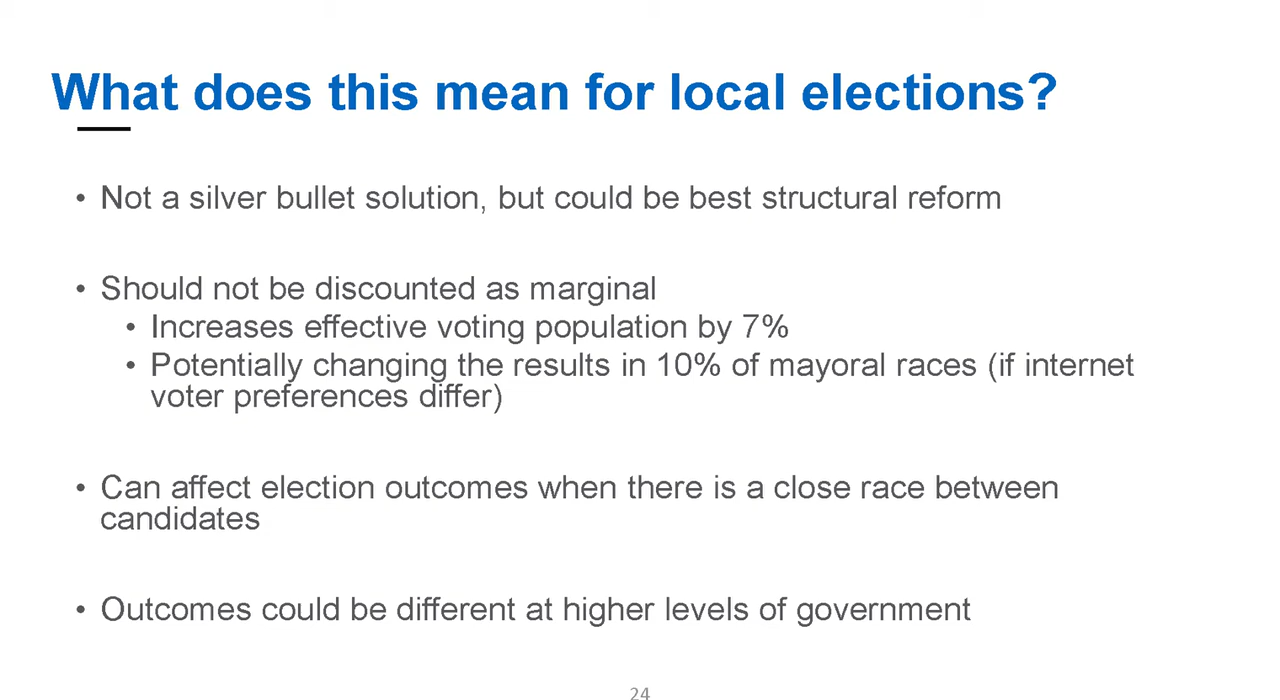 What does this mean for local elections?
• Not a silver bullet solution, but could be best structural reform
• Should not be discounted as marginal
• Increases effective voting population by 7%
• Potentially changing the results in 10% of mayoral races (if internet
voter preferences differ)
• Can affect election outcomes when there is a close race between
candidates
• Outcomes could be different at higher levels of government
24